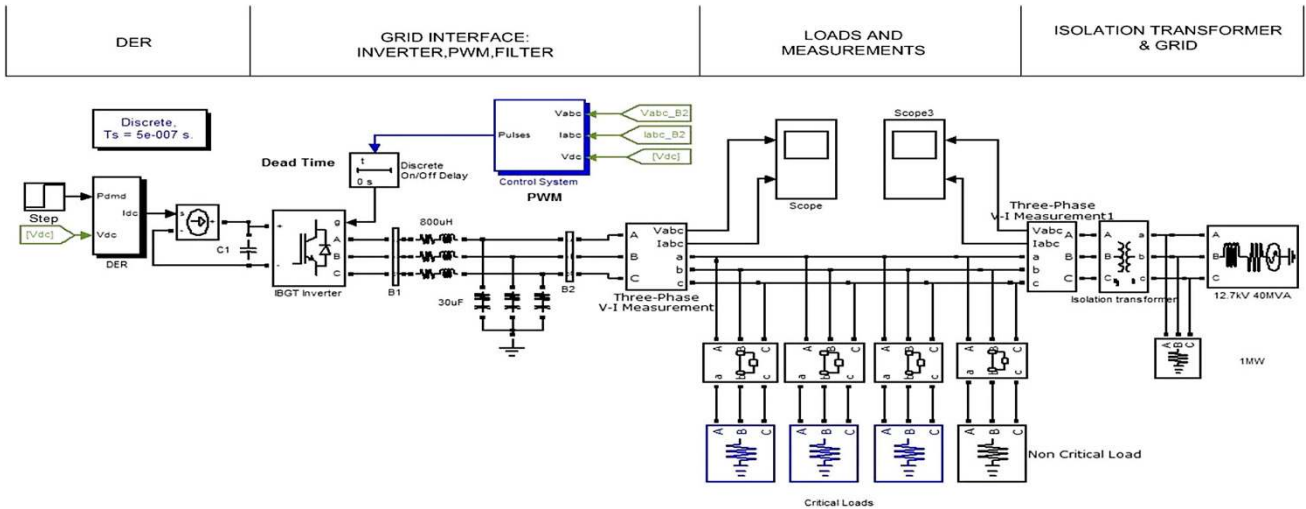 DER
GRID INTERFACE:
INVERTER,PWM,FILTER
LOADS AND
MEASUREMENTS
ISOLATION TRANSFORMER
& GRID
Discrete,
Ts = 5e-007 s.
Step
[Vdc]
Pdmd
Vdc
Idc
DER
s
-
+
C1
Dead Time
t
0 s
Discrete
On/Off Delay
Pulses
Vabc
Iabc
Vdc
Control System
PWM
Vabc_B2
Iabc_B2
[Vdc]
+
-
g
A
B
C
IBGT Inverter
B1
800uH
30uF
B2
A
B
C
Vabc
Iabc
a
b
c
Three-Phase
V-I Measurement
Scope
Scope3
Three-Phase
V-I Measurement1
Vabc
Iabc
a
b
c
A
B
C
A
B
C
a
b
c
Isolation transformer
A
B
C
12.7kV 40MVA
A B C
1MW
A B C
a b c
A B C
a b c
A B C
a b c
A B C
a b c
A B C
A B C
A B C
A B C
Non Critical Load
Critical Loads